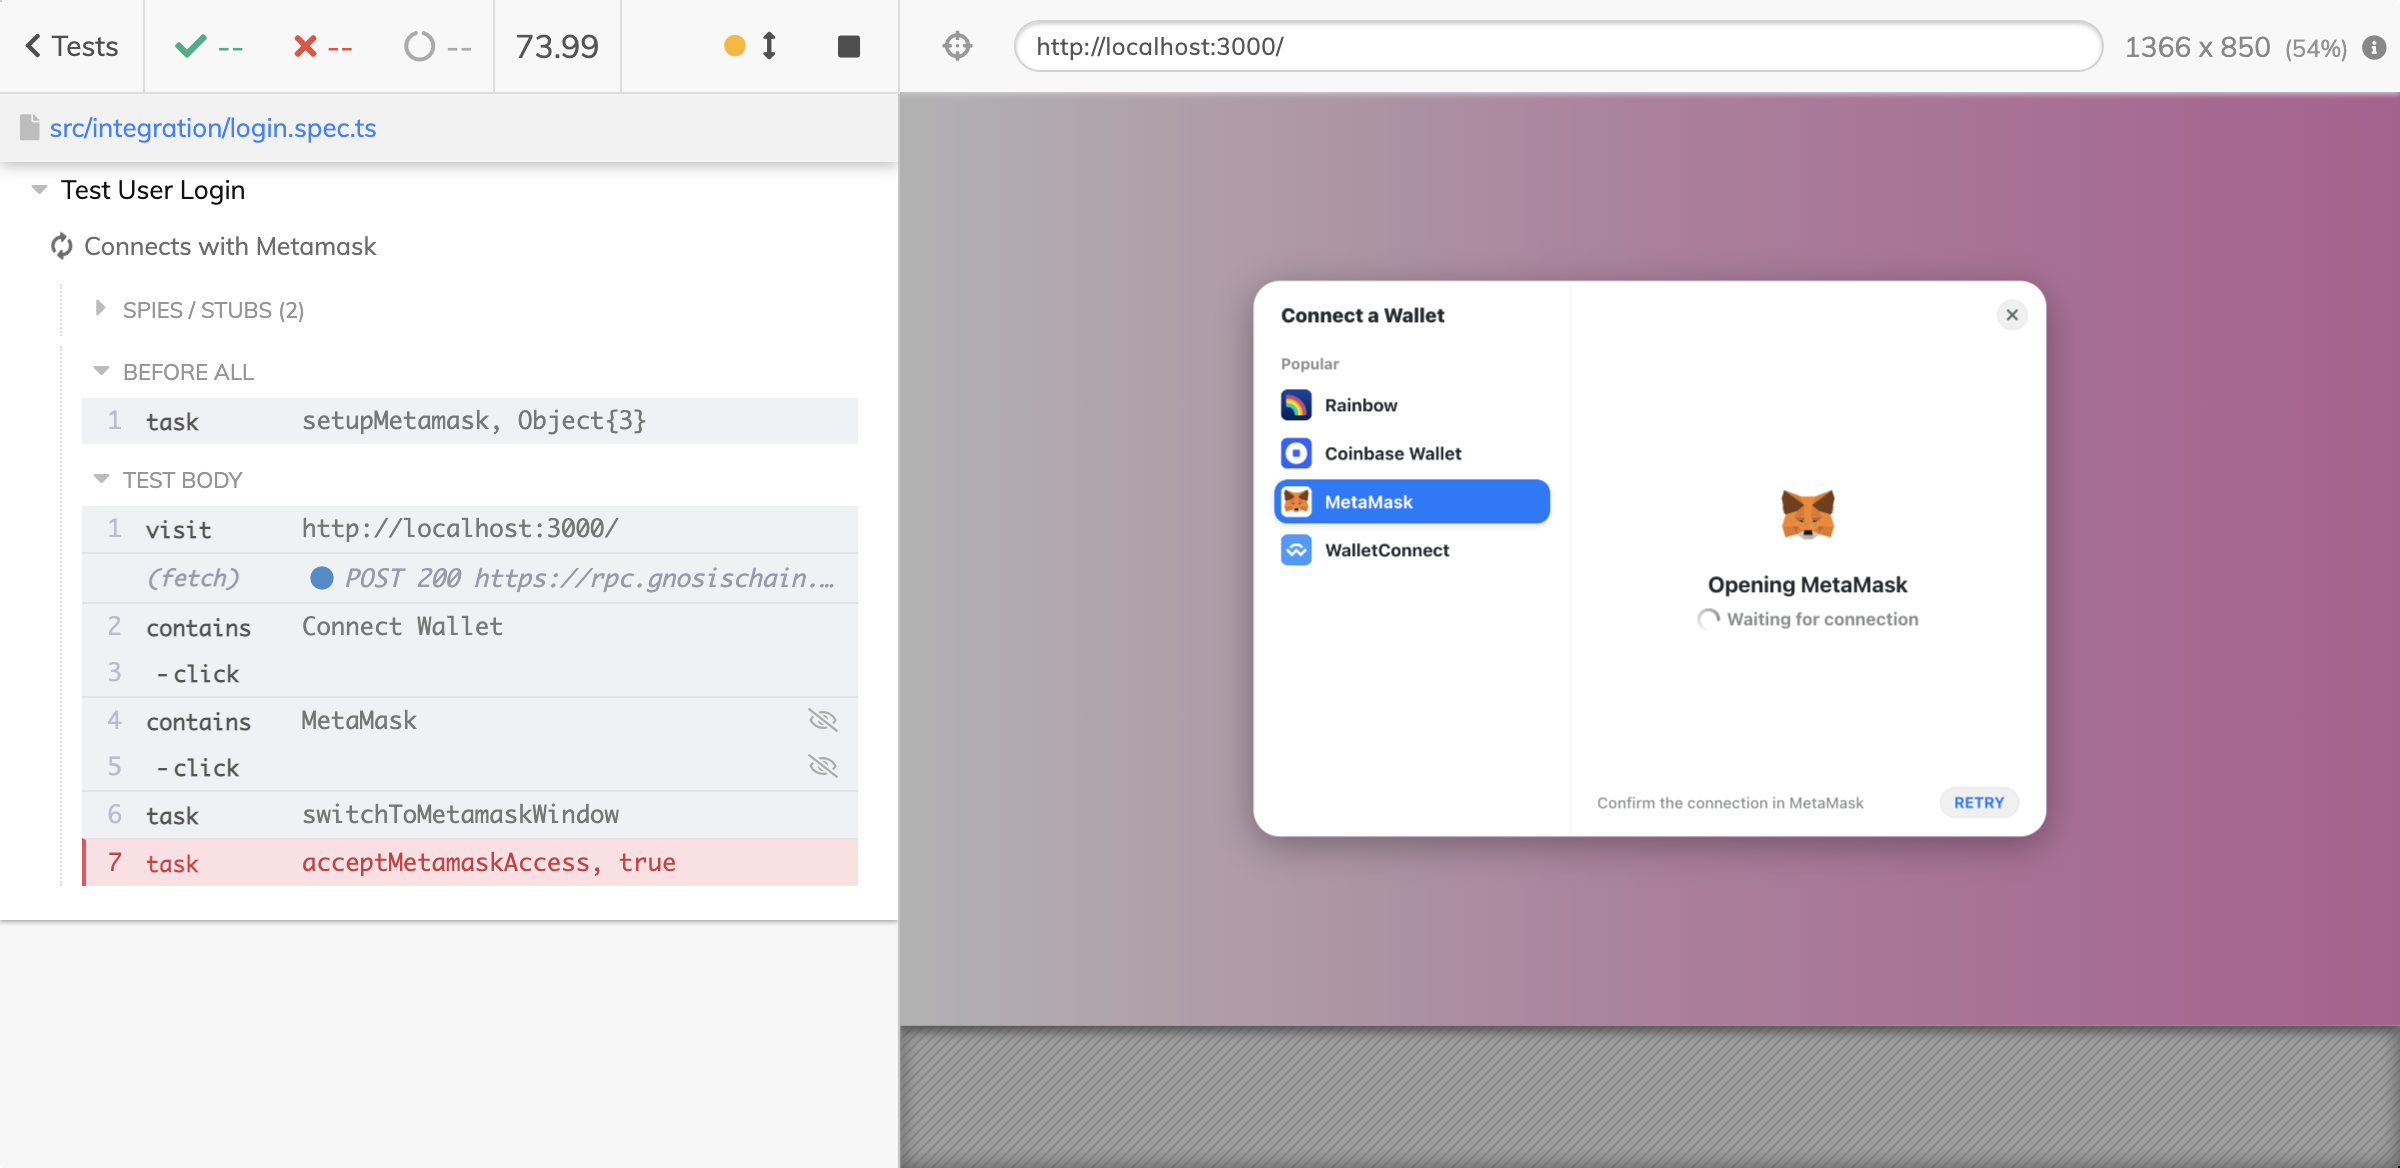 Tests -- -- -- 73.99
http://localhost:3000/ 1366 x 850 (54%)
src/integration/login.spec.ts
Test User Login
Connects with Metamask
SPIES / STUBS (2)
BEFORE ALL
1 task setupMetamask, Object{3}
TEST BODY
1 visit http://localhost:3000/
(fetch) POST 200 https://rpc.gnosischain.…
2 contains Connect Wallet
3 -click
4 contains MetaMask
5 -click
6 task switchToMetamaskWindow
7 task acceptMetamaskAccess, true
Connect a Wallet
Popular
Rainbow
Coinbase Wallet
MetaMask
WalletConnect
Opening MetaMask
Waiting for connection
Confirm the connection in MetaMask RETRY